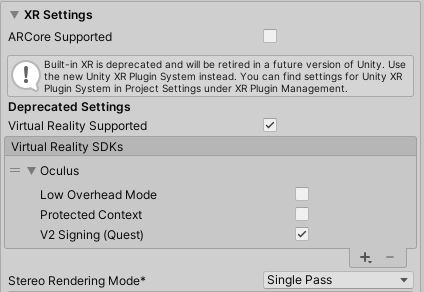 XR Settings
ARCore Supported
Built-in XR is deprecated and will be retired in a future version of Unity. Use
the new Unity XR Plugin System instead. You can find settings for Unity XR
Plugin System in Project Settings under XR Plugin Management.
Deprecated Settings
Virtual Reality Supported
Virtual Reality SDKs
Oculus
Low Overhead Mode
Protected Context
V2 Signing (Quest)
Stereo Rendering Mode* Single Pass